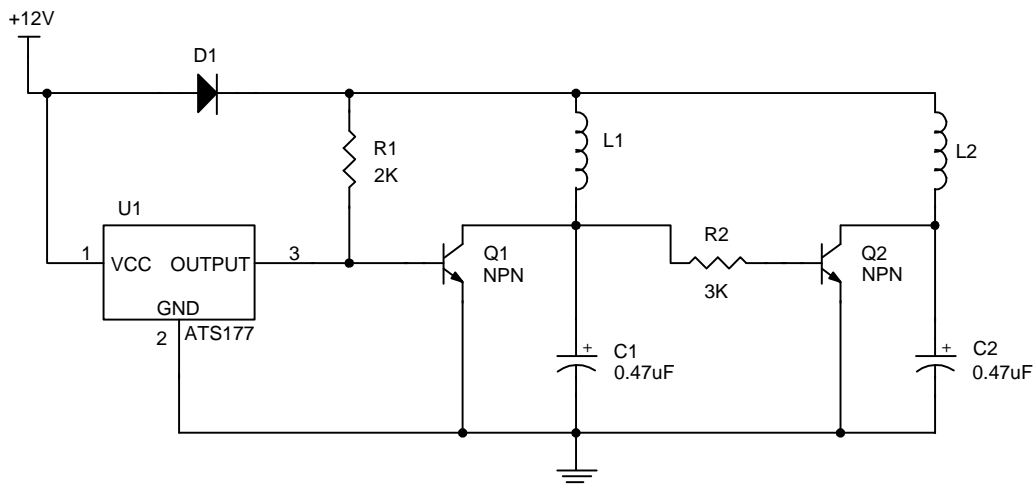 +12V
D1
R1
2K
L1
L2
U1
1
VCC
OUTPUT
3
GND
2
ATS177
Q1
NPN
R2
3K
Q2
NPN
+
C1
0.47uF
+
C2
0.47uF